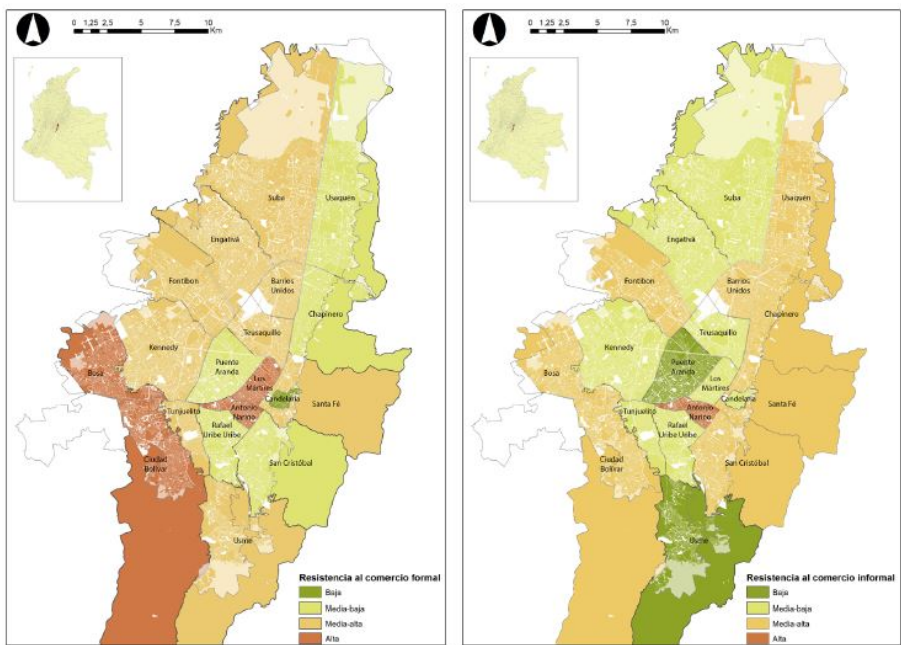 0 1,25 2,5 5 7,5 10
Km
Suba
Usaquen
Engativá
Fontibon
Barrios
Unidos
Chapinero
Teusaquillo
Kennedy
Puente
Aranda
Bosa
Los
Mártires
Candelaria
Santa Fé
Antonio
Narino
Tunjuelito
Rafael
Uribe Uribe
Ciudad
Bolívar
San Cristóbal
Usme
Resistencia al comercio formal
Baja
Media-baja
Media-alta
Alta
0 1,25 2,5 5 7,5 10
Km
Suba
Usaquen
Engativá
Fontibon
Barrios
Unidos
Chapinero
Teusaquillo
Kennedy
Puente
Aranda
Bosa
Los
Mártires
Candelaria
Santa Fé
Antonio
Narino
Tunjuelito
Rafael
Uribe Uribe
Ciudad
Bolívar
San Cristóbal
Usme
Resistencia al comercio informal
Baja
Media-baja
Media-alta
Alta